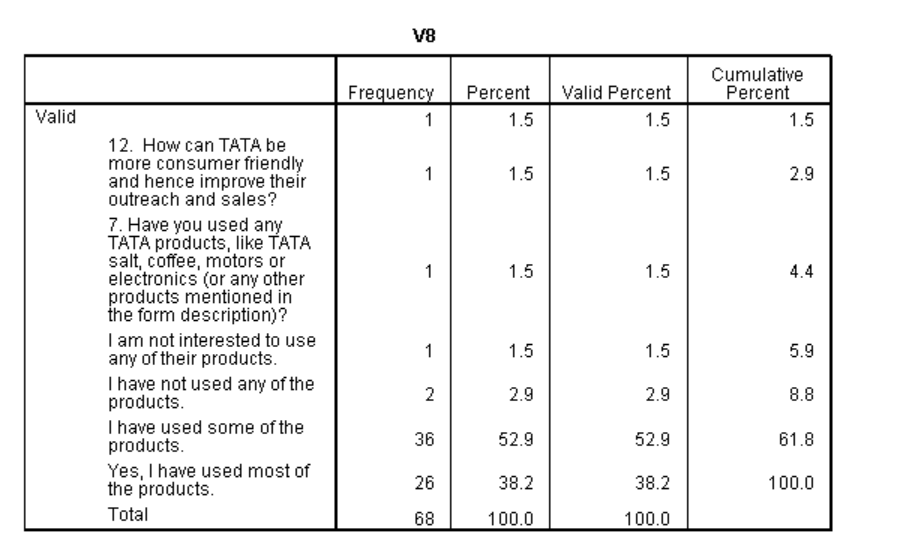 V8
Frequency Percent Valid Percent Cumulative Percent
Valid 1 1.5 1.5 1.5
12. How can TATA be
more consumer friendly
and hence improve their
outreach and sales? 1 1.5 1.5 2.9
7. Have you used any
TATA products, like TATA
salt, coffee, motors or
electronics (or any other
products mentioned in
the form description)? 1 1.5 1.5 4.4
I am not interested to use
any of their products. 1 1.5 1.5 5.9
I have not used any of the
products. 2 2.9 2.9 8.8
I have used some of the
products. 36 52.9 52.9 61.8
Yes, I have used most of
the products. 26 38.2 38.2 100.0
Total 68 100.0 100.0